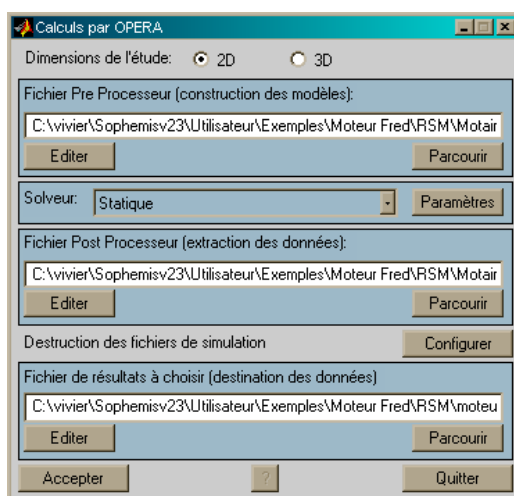 Calculs par OPERA
Dimensions de l'étude: 2D 3D
Fichier Pre Processeur (construction des modèles):
C:\vivier\Sophemisv23\Utilisateur\Exemples\Moteur Fred\RSM\Motair
Editer Parcourir
Solveur: Statique Paramètres
Fichier Post Processeur (extraction des données):
C:\vivier\Sophemisv23\Utilisateur\Exemples\Moteur Fred\RSM\Motair
Editer Parcourir
Destruction des fichiers de simulation Configurer
Fichier de résultats à choisir (destination des données)
C:\vivier\Sophemisv23\Utilisateur\Exemples\Moteur Fred\RSM\moteu
Editer Parcourir
Accepter ? Quitter